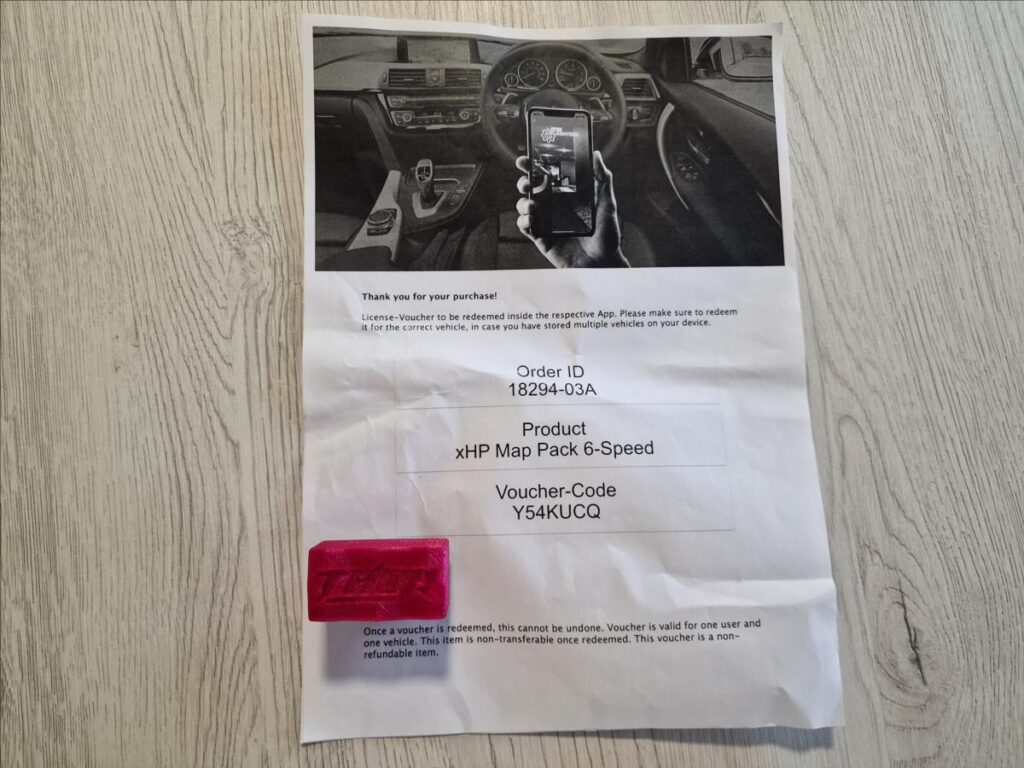 FLASHTOOL
Thank you for your purchase!
License-Voucher to be redeemed inside the respective App. Please make sure to redeem
it for the correct vehicle, in case you have stored multiple vehicles on your device.
Order ID
18294-03A
Product
xHP Map Pack 6-Speed
Voucher-Code
Y54KUCQ
THOR
Once a voucher is redeemed, this cannot be undone. Voucher is valid for one user and
one vehicle. This item is non-transferable once redeemed. This voucher is a non-
refundable item.